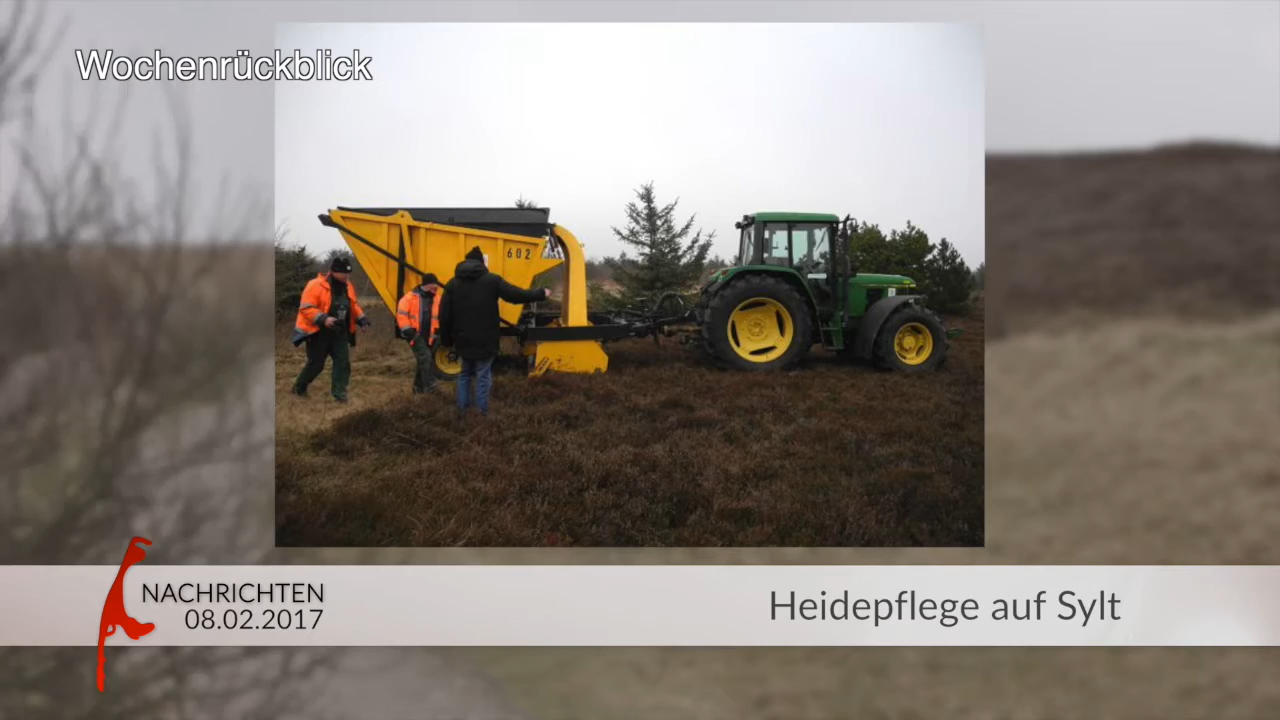 Wochenrückblick
602
NACHRICHTEN
08.02.2017
Heidepflege auf Sylt